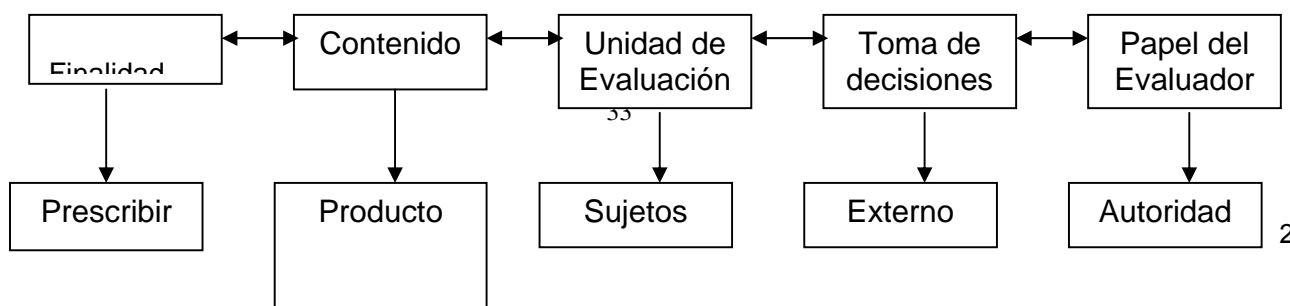 Finalidad
Contenido
Unidad de
Evaluación
Toma de
decisiones
Papel del
Evaluador
33
Prescribir
Producto
Sujetos
Externo
Autoridad
2